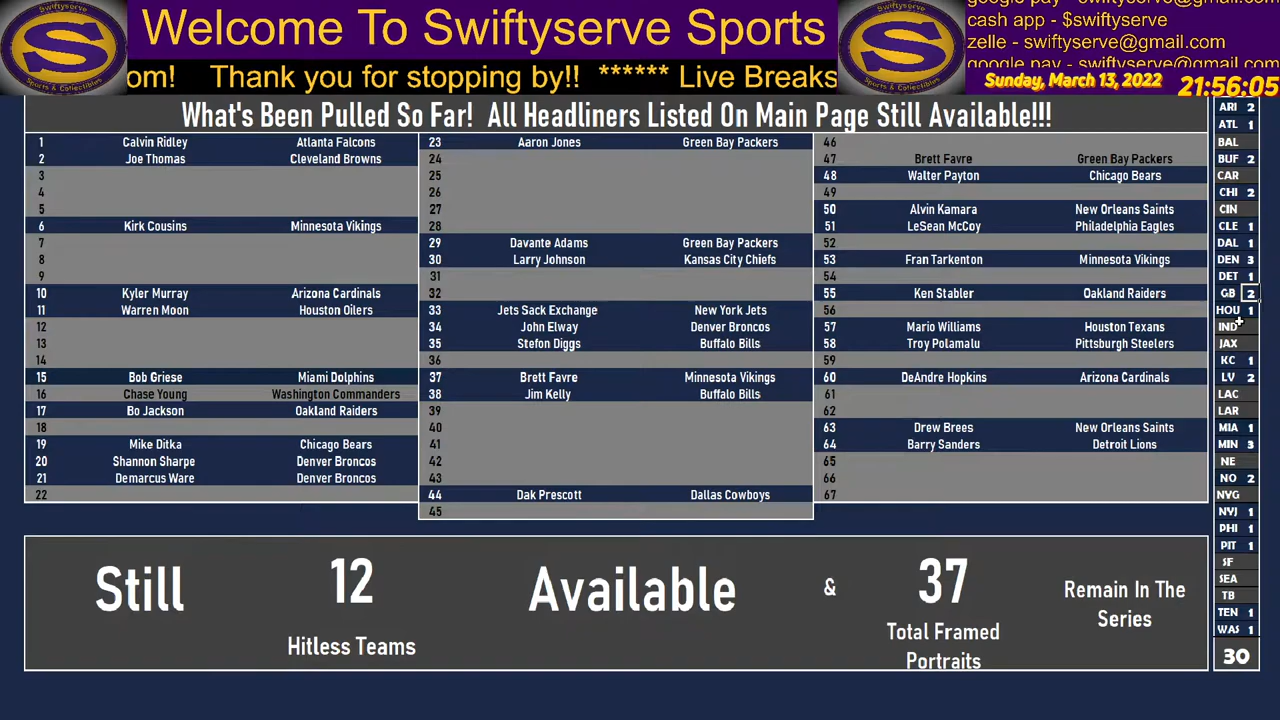 Welcome To Swiftyserve Sports
om! Thank you for stopping by!! ****** Live Breaks
S
Sports & Collectibles
S
Sports & Collectibles
google pay - swiftyserve@gmail.com
cash app - $swiftyserve
zelle - swiftyserve@gmail.com
google pay - swiftyserve@gmail.com
Sunday, March 13, 2022 21:56:05
What's Been Pulled So Far! All Headliners Listed On Main Page Still Available!!!
1 Calvin Ridley Atlanta Falcons
2 Joe Thomas Cleveland Browns
3
4
5
6 Kirk Cousins Minnesota Vikings
7
8
9
10 Kyler Murray Arizona Cardinals
11 Warren Moon Houston Oilers
12
13
14
15 Bob Griese Miami Dolphins
16 Chase Young Washington Commanders
17 Bo Jackson Oakland Raiders
18
19 Mike Ditka Chicago Bears
20 Shannon Sharpe Denver Broncos
21 Demarcus Ware Denver Broncos
22
23 Aaron Jones Green Bay Packers
24
25
26
27
28
29 Davante Adams Green Bay Packers
30 Larry Johnson Kansas City Chiefs
31
32
33 Jets Sack Exchange New York Jets
34 John Elway Denver Broncos
35 Stefon Diggs Buffalo Bills
36
37 Brett Favre Minnesota Vikings
38 Jim Kelly Buffalo Bills
39
40
41
42
43
44 Dak Prescott Dallas Cowboys
45
46
47 Brett Favre Green Bay Packers
48 Walter Payton Chicago Bears
49
50 Alvin Kamara New Orleans Saints
51 LeSean McCoy Philadelphia Eagles
52
53 Fran Tarkenton Minnesota Vikings
54
55 Ken Stabler Oakland Raiders
56
57 Mario Williams Houston Texans
58 Troy Polamalu Pittsburgh Steelers
59
60 DeAndre Hopkins Arizona Cardinals
61
62
63 Drew Brees New Orleans Saints
64 Barry Sanders Detroit Lions
65
66
67
ARI 2
ATL 1
BAL
BUF 2
CAR
CHI 2
CIN
CLE 1
DAL 1
DEN 3
DET 1
GB 2
HOU 1
IND
JAX
KC 1
LV 2
LAC
LAR
MIA 1
MIN 3
NE
NO 2
NYG
NYJ 1
PHI 1
PIT 1
SF
SEA
TB
TEN 1
WAS 1
30
Still 12 Available & 37 Remain In The
Series
Hitless Teams Total Framed
Portraits